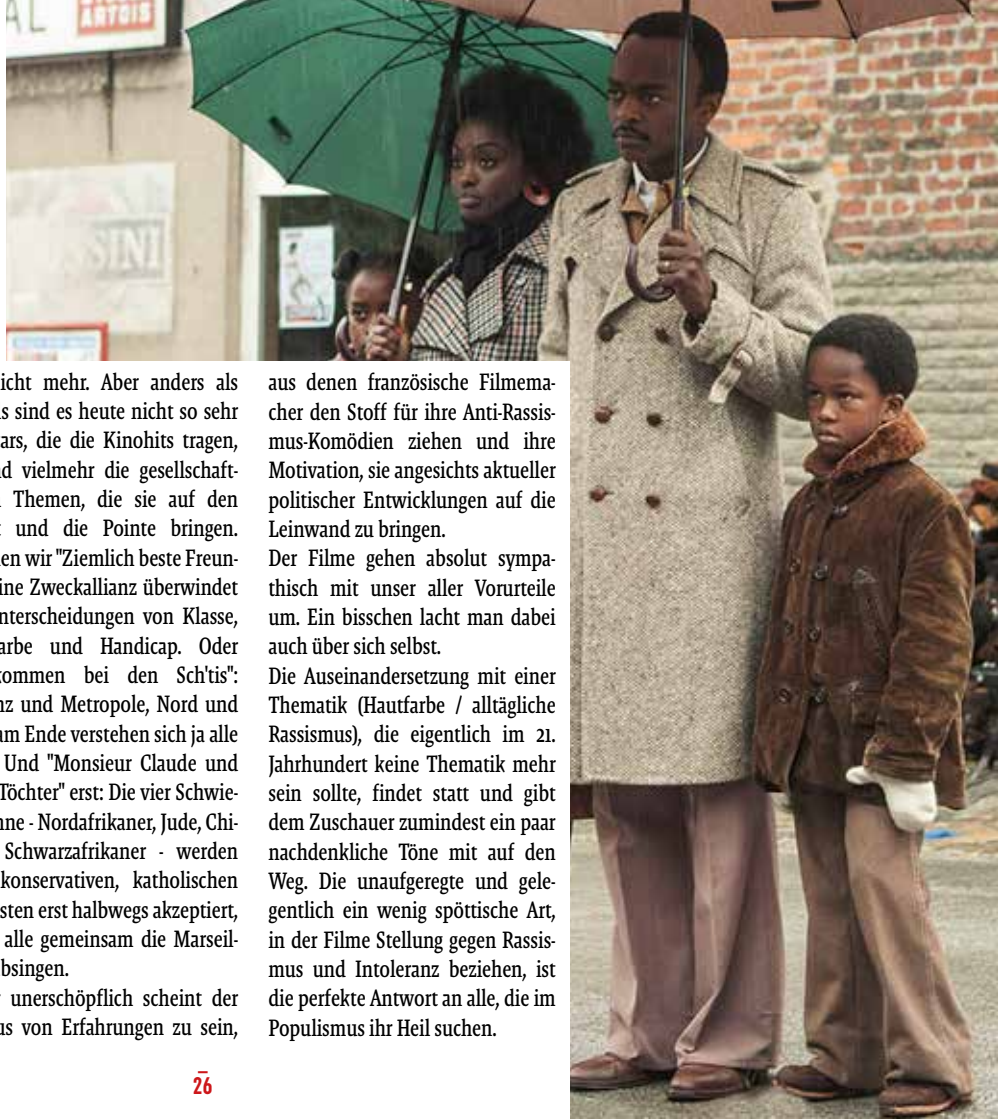 AL
ARTOIS
SSINI
icht mehr. Aber anders als
s sind es heute nicht so sehr
ars, die die Kinohits tragen,
d vielmehr die gesellschaft-
Themen, die sie auf den
und die Pointe bringen.
en wir "Ziemlich beste Freun-
ine Zweckallianz überwindet
nterscheidungen von Klasse,
arbe und Handicap. Oder
kommen bei den Sch'tis":
nz und Metropole, Nord und
am Ende verstehen sich ja alle
Und "Monsieur Claude und
Töchter" erst: Die vier Schwie-
nne - Nordafrikaner, Jude, Chi-
Schwarzafrikaner - werden
konservativen, katholischen
sten erst halbwegs akzeptiert,
alle gemeinsam die Marseil-
bsingen.
unerschöpflich scheint der
us von Erfahrungen zu sein,
aus denen französische Filmema-
cher den Stoff für ihre Anti-Rassis-
mus-Komödien ziehen und ihre
Motivation, sie angesichts aktueller
politischer Entwicklungen auf die
Leinwand zu bringen.
Der Filme gehen absolut sympa-
thisch mit unser aller Vorurteile
um. Ein bisschen lacht man dabei
auch über sich selbst.
Die Auseinandersetzung mit einer
Thematik (Hautfarbe / alltägliche
Rassismus), die eigentlich im 21.
Jahrhundert keine Thematik mehr
sein sollte, findet statt und gibt
dem Zuschauer zumindest ein paar
nachdenkliche Töne mit auf den
Weg. Die unaufgeregte und gele-
gentlich ein wenig spöttische Art,
in der Filme Stellung gegen Rassis-
mus und Intoleranz beziehen, ist
die perfekte Antwort an alle, die im
Populismus ihr Heil suchen.
26